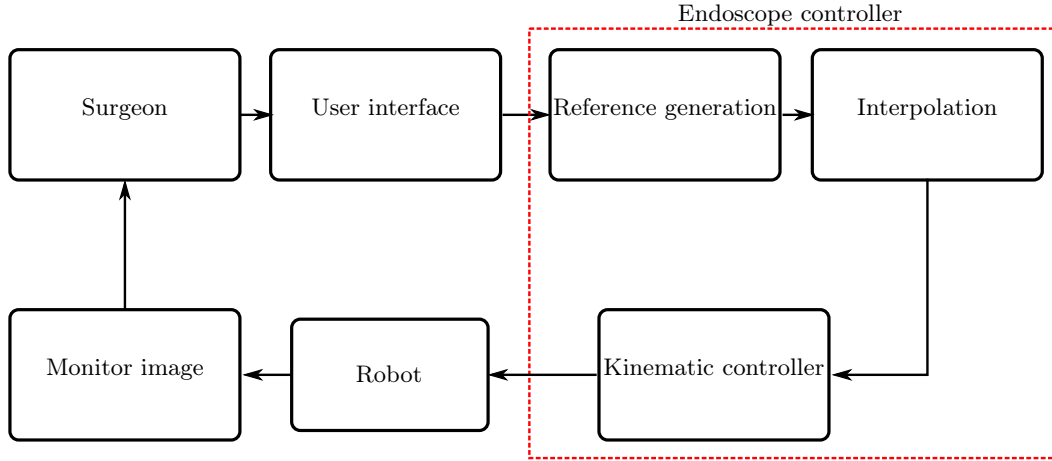 Endoscope controller
Surgeon
User interface
Reference generation
Interpolation
Monitor image
Robot
Kinematic controller